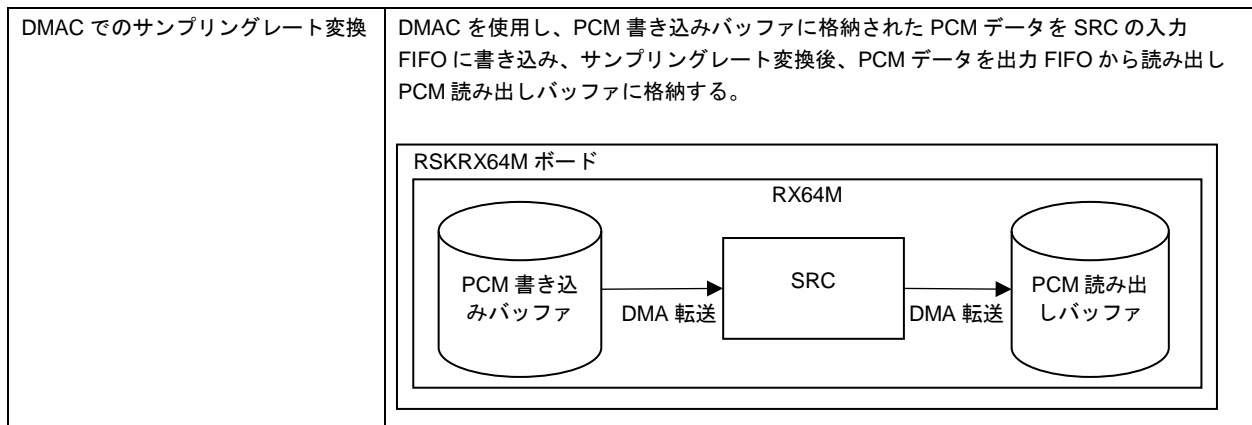 DMAC でのサンプリングレート変換
DMAC を使用し、PCM 書き込みバッファに格納された PCM データを SRC の入力
FIFO に書き込み、サンプリングレート変換後、PCM データを出力 FIFO から読み出し
PCM 読み出しバッファに格納する。
RSKRX64M ボード
RX64M
PCM 書き込
みバッファ
DMA 転送
SRC
DMA 転送
PCM 読み出
しバッファ